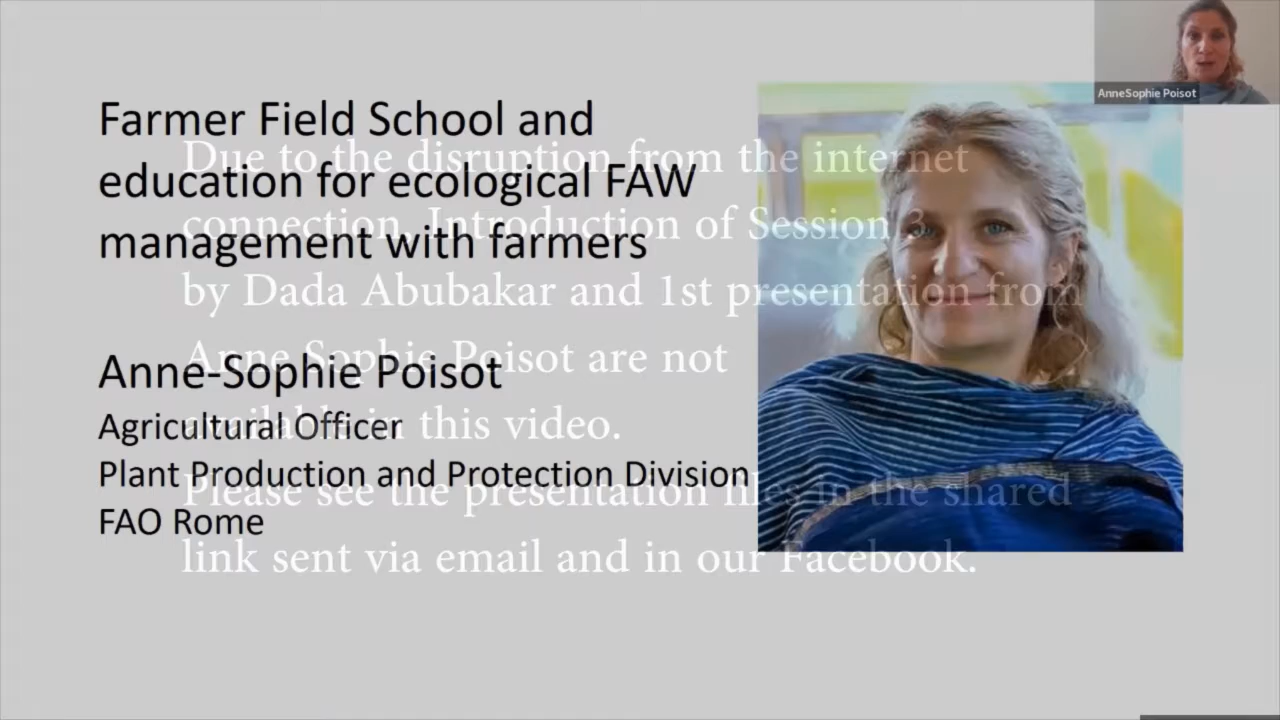 AnneSophie Poisot
Farmer Field School and
education for ecological FAW
management with farmers
Anne-Sophie Poisot
Agricultural Officer
Plant Production and Protection Division
FAO Rome
Due to the disruption from the internet
connection, Introduction of Session 3
by Dada Abubakar and 1st presentation from
Anne Sophie Poisot are not
available in this video.
Please see the presentation files in the shared
link sent via email and in our Facebook.